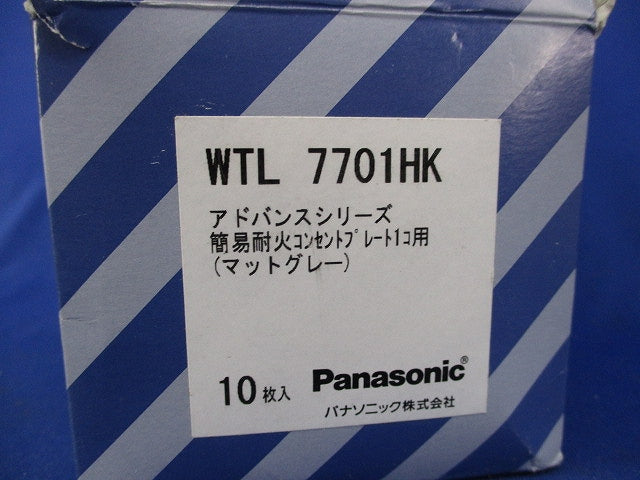 WTL 7701HK
アドバンスシリーズ
簡易耐火ｺﾝｾﾝﾄﾌﾟﾚｰﾄ1ｺ用
(マットグレー)
10枚入 Panasonic®
パナソニック株式会社